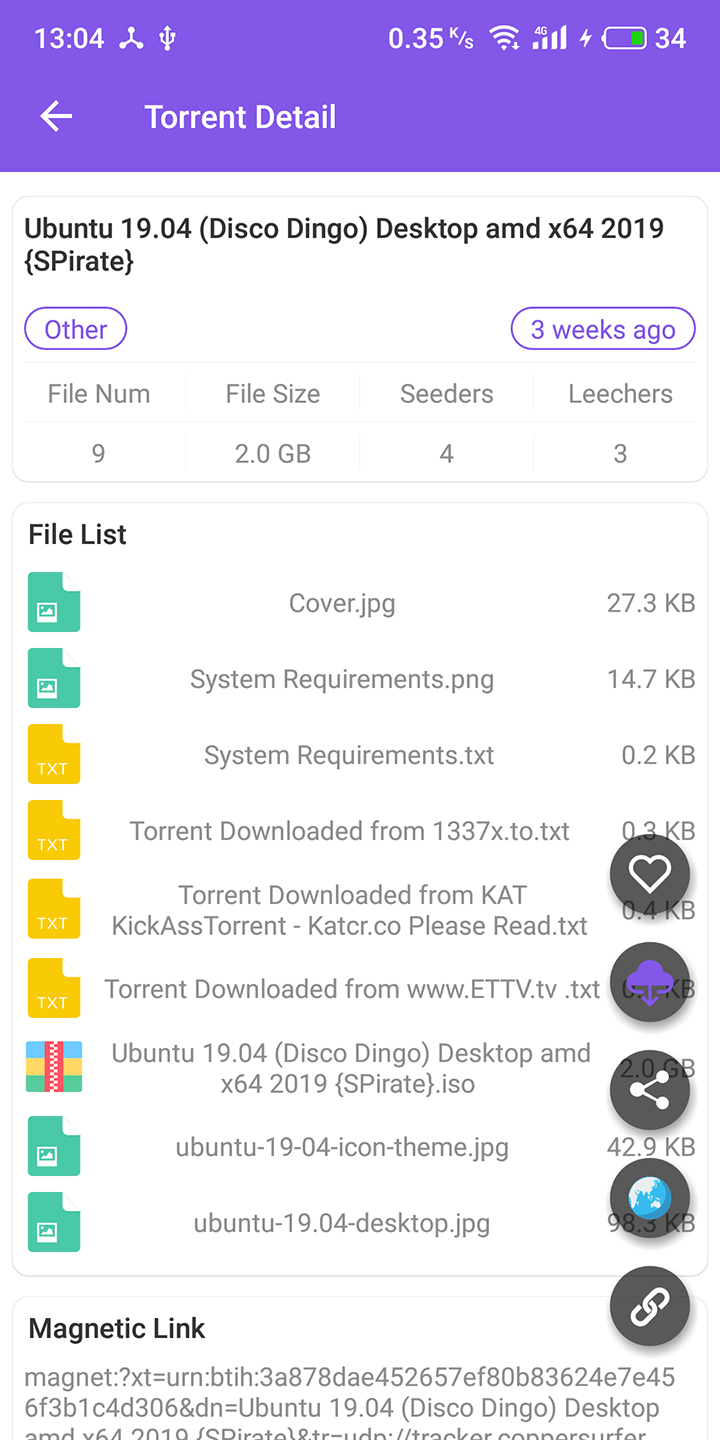 13:04 0.35 K/s 4G 34
Torrent Detail
Ubuntu 19.04 (Disco Dingo) Desktop amd x64 2019
{SPirate}
Other 3 weeks ago
File Num File Size Seeders Leechers
9 2.0 GB 4 3
File List
Cover.jpg 27.3 KB
System Requirements.png 14.7 KB
TXT System Requirements.txt 0.2 KB
TXT Torrent Downloaded from 1337x.to.txt 0.3 KB
Torrent Downloaded from KAT
TXT KickAssTorrent - Katcr.co Please Read.txt 0.4 KB
TXT Torrent Downloaded from www.ETTV.tv .txt KB
Ubuntu 19.04 (Disco Dingo) Desktop amd 2.0 GB
x64 2019 {SPirate}.iso
ubuntu-19-04-icon-theme.jpg 42.9 KB
ubuntu-19.04-desktop.jpg 98.3 KB
Magnetic Link
magnet:?xt=urn:btih:3a878dae452657ef80b83624e7e45
6f3b1c4d306&dn=Ubuntu 19.04 (Disco Dingo) Desktop
amd x64 2019 {SPirate}&tr=udp://tracker.coppersurfer